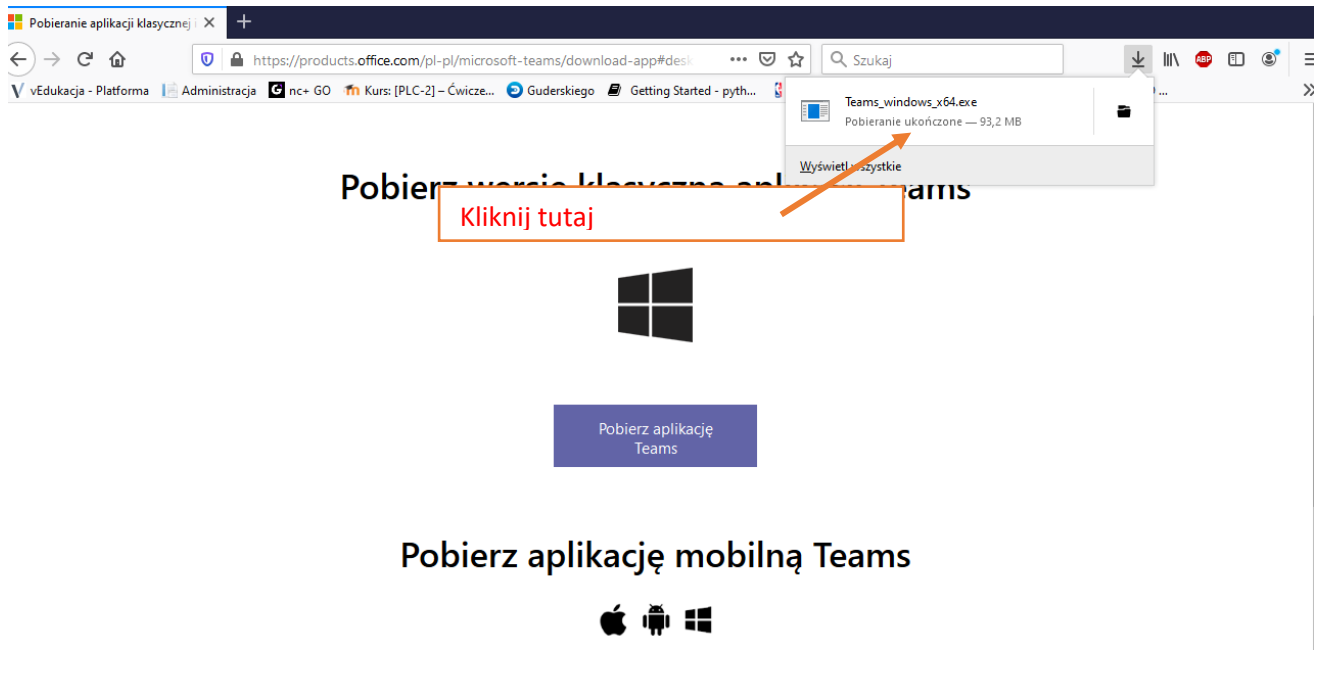 Pobieranie aplikacji klasycznej i
https://products.office.com/pl-pl/microsoft-teams/download-app#desk
Szukaj
ABP
vEdukacja - Platforma Administracja nc+ GO Kurs: [PLC-2] – Ćwicze... Guderskiego Getting Started - pyth... ...
Teams_windows_x64.exe
Pobieranie ukończone — 93,2 MB
Wyświetl wszystkie
Pobierz wersję klasyczną Teams
Kliknij tutaj
Pobierz aplikację
Teams
Pobierz aplikację mobilną Teams